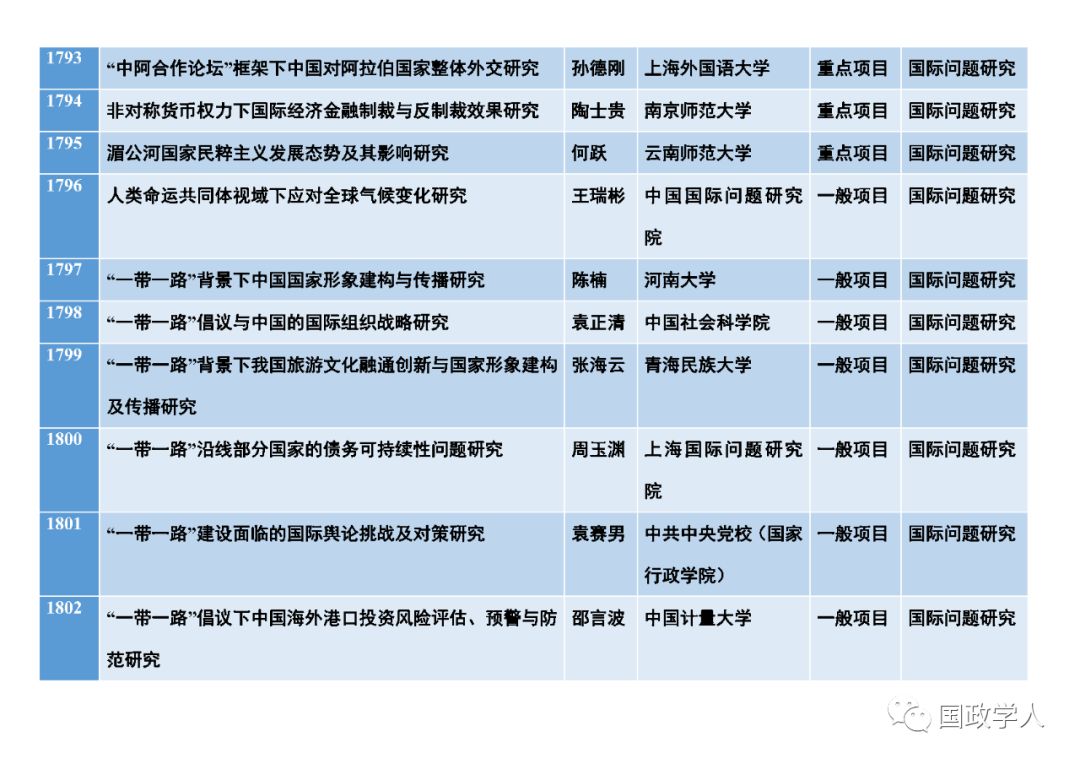 1793 “中阿合作论坛”框架下中国对阿拉伯国家整体外交研究 孙德刚 上海外国语大学 重点项目 国际问题研究
1794 非对称货币权力下国际经济金融制裁与反制裁效果研究 陶士贵 南京师范大学 重点项目 国际问题研究
1795 湄公河国家民粹主义发展态势及其影响研究 何跃 云南师范大学 重点项目 国际问题研究
1796 人类命运共同体视域下应对全球气候变化研究 王瑞彬 中国国际问题研究 一般项目 国际问题研究
院
1797 “一带一路”背景下中国国家形象建构与传播研究 陈楠 河南大学 一般项目 国际问题研究
1798 “一带一路”倡议与中国的国际组织战略研究 袁正清 中国社会科学院 一般项目 国际问题研究
1799 “一带一路”背景下我国旅游文化融通创新与国家形象建构 张海云 青海民族大学 一般项目 国际问题研究
及传播研究
1800 “一带一路”沿线部分国家的债务可持续性问题研究 周玉渊 上海国际问题研究 一般项目 国际问题研究
院
1801 “一带一路”建设面临的国际舆论挑战及对策研究 袁赛男 中共中央党校（国家 一般项目 国际问题研究
行政学院）
1802 “一带一路”倡议下中国海外港口投资风险评估、预警与防 邵言波 中国计量大学 一般项目 国际问题研究
范研究
国政学人